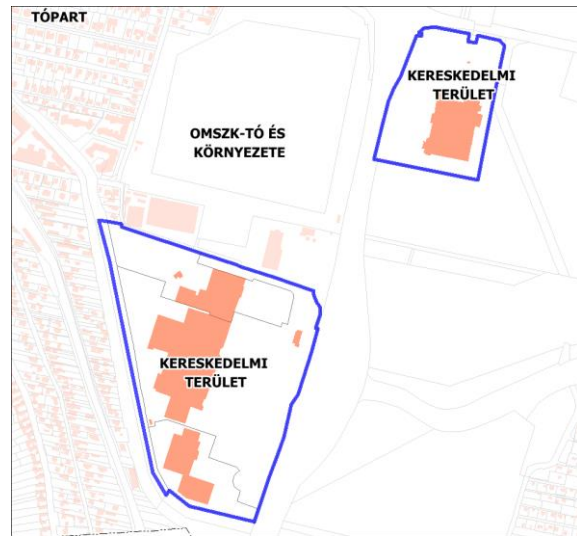 TÓPART
KERESKEDELMI
TERÜLET
OMSZK-TÓ ÉS
KÖRNYEZETE
KERESKEDELMI
TERÜLET